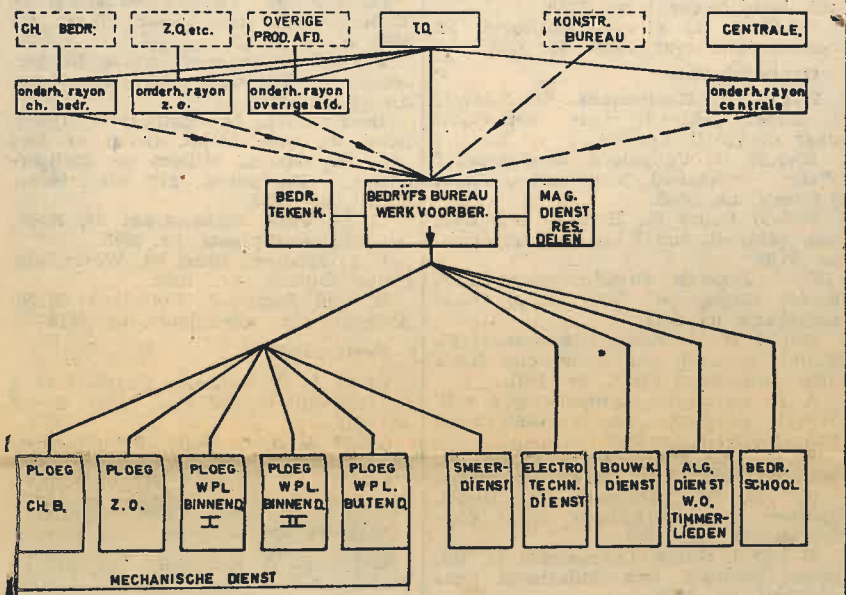 CH. BEDR.
Z.O. etc.
OVERIGE
PROD. AFD.
T.D.
KONSTR.
BUREAU
CENTRALE.
onderh. rayon
ch. bedr.
onderh. rayon
z.o.
onderh. rayon
overige afd.
onderh. rayon
centrale
BEDR.
TEKENK.
BEDRYFS BUREAU
WERKVOORBER.
MAG.
DIENST
RES.
DELEN
PLOEG
CH. B.
PLOEG
Z.O.
PLOEG
WPL
BINNEND.
I
PLOEG
WPL.
BINNEND.
II
PLOEG
WPL.
BUITEND.
SMEER-
DIENST
ELECTRO
TECHN.
DIENST
BOUWK.
DIENST
ALG.
DIENST
W.O.
TIMMER-
LIEDEN
BEDR.
SCHOOL
MECHANISCHE DIENST